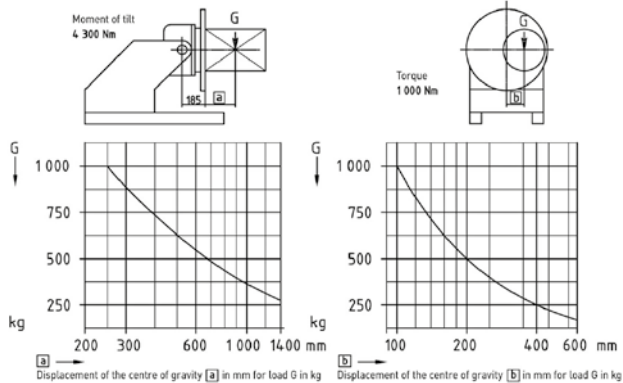 Moment of tilt
4 300 Nm
G
185 a
G
Torque
1 000 Nm
b
G
1 000
750
500
250
kg
200 300 600 1 000 1 400 mm
a
Displacement of the centre of gravity a in mm for load G in kg
G
1 000
750
500
250
kg
100 200 400 600 mm
b
Displacement of the centre of gravity b in mm for load G in kg